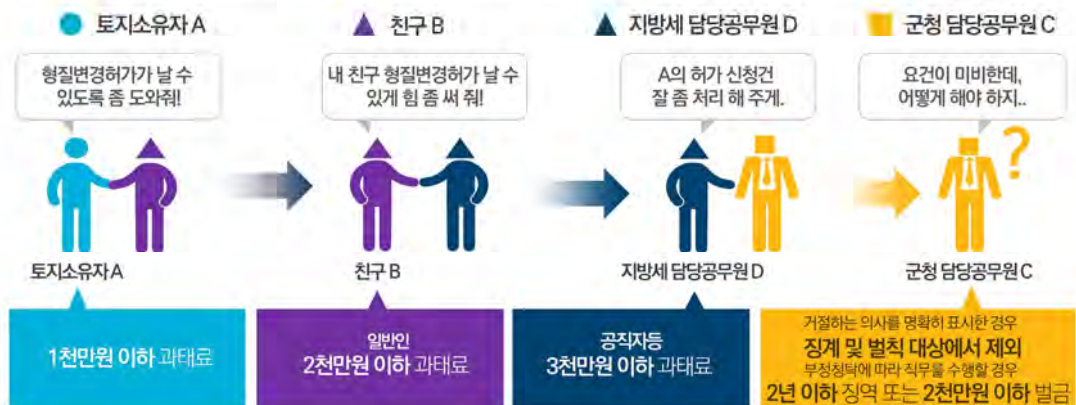 토지소유자 A
친구 B
지방세 담당공무원 D
군청 담당공무원 C
형질변경허가가 날 수
있도록 좀 도와줘!
내 친구 형질변경허가가 날 수
있게 힘 좀 써 줘!
A의 허가 신청건
잘 좀 처리 해 주게.
요건이 미비한데,
어떻게 해야 하지..
?
토지소유자 A
친구 B
지방세 담당공무원 D
군청 담당공무원 C
1천만원 이하 과태료
일반인
2천만원 이하 과태료
공직자등
3천만원 이하 과태료
거절하는 의사를 명확히 표시한 경우
징계 및 벌칙 대상에서 제외
부정청탁에 따라 직무를 수행할 경우
2년 이하 징역 또는 2천만원 이하 벌금